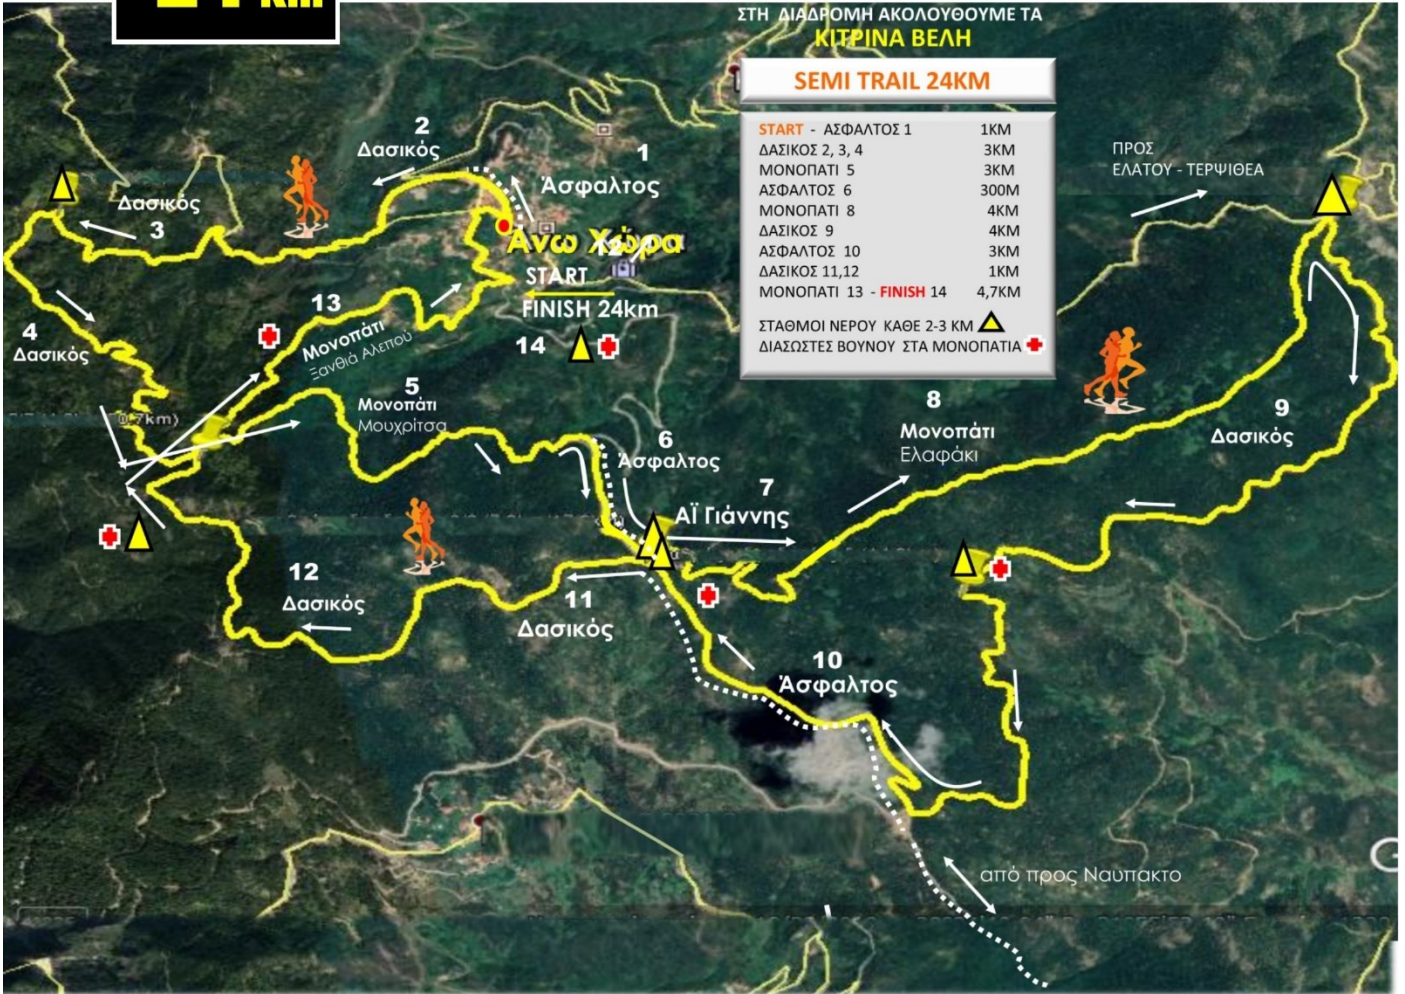 Km
ΣΤΗ ΔΙΑΔΡΟΜΗ ΑΚΟΛΟΥΘΟΥΜΕ ΤΑ
ΚΙΤΡΙΝΑ ΒΕΛΗ
SEMI TRAIL 24KM
START - ΑΣΦΑΛΤΟΣ 1 1KM
ΔΑΣΙΚΟΣ 2, 3, 4 3KM
ΜΟΝΟΠΑΤΙ 5 3KM
ΑΣΦΑΛΤΟΣ 6 300M
ΜΟΝΟΠΑΤΙ 8 4KM
ΔΑΣΙΚΟΣ 9 4KM
ΑΣΦΑΛΤΟΣ 10 3KM
ΔΑΣΙΚΟΣ 11,12 1KM
ΜΟΝΟΠΑΤΙ 13 - FINISH 14 4,7KM
ΣΤΑΘΜΟΙ ΝΕΡΟΥ ΚΑΘΕ 2-3 ΚΜ
ΔΙΑΣΩΣΤΕΣ ΒΟΥΝΟΥ ΣΤΑ ΜΟΝΟΠΑΤΙΑ
ΠΡΟΣ
ΕΛΑΤΟΥ - ΤΕΡΨΙΘΕΑ
2
Δασικός
1
Άσφαλτος
Δασικός
3
Άνω Χώρα
START
FINISH 24km
14
13
Μονοπάτι
Ξανθιά Αλεπού
4
Δασικός
5
Μονοπάτι
Μουχρίτσα
6
Άσφαλτος
7
ΑΪ Γιάννης
8
Μονοπάτι
Ελαφάκι
9
Δασικός
12
Δασικός
11
Δασικός
10
Άσφαλτος
από προς Ναυπακτο